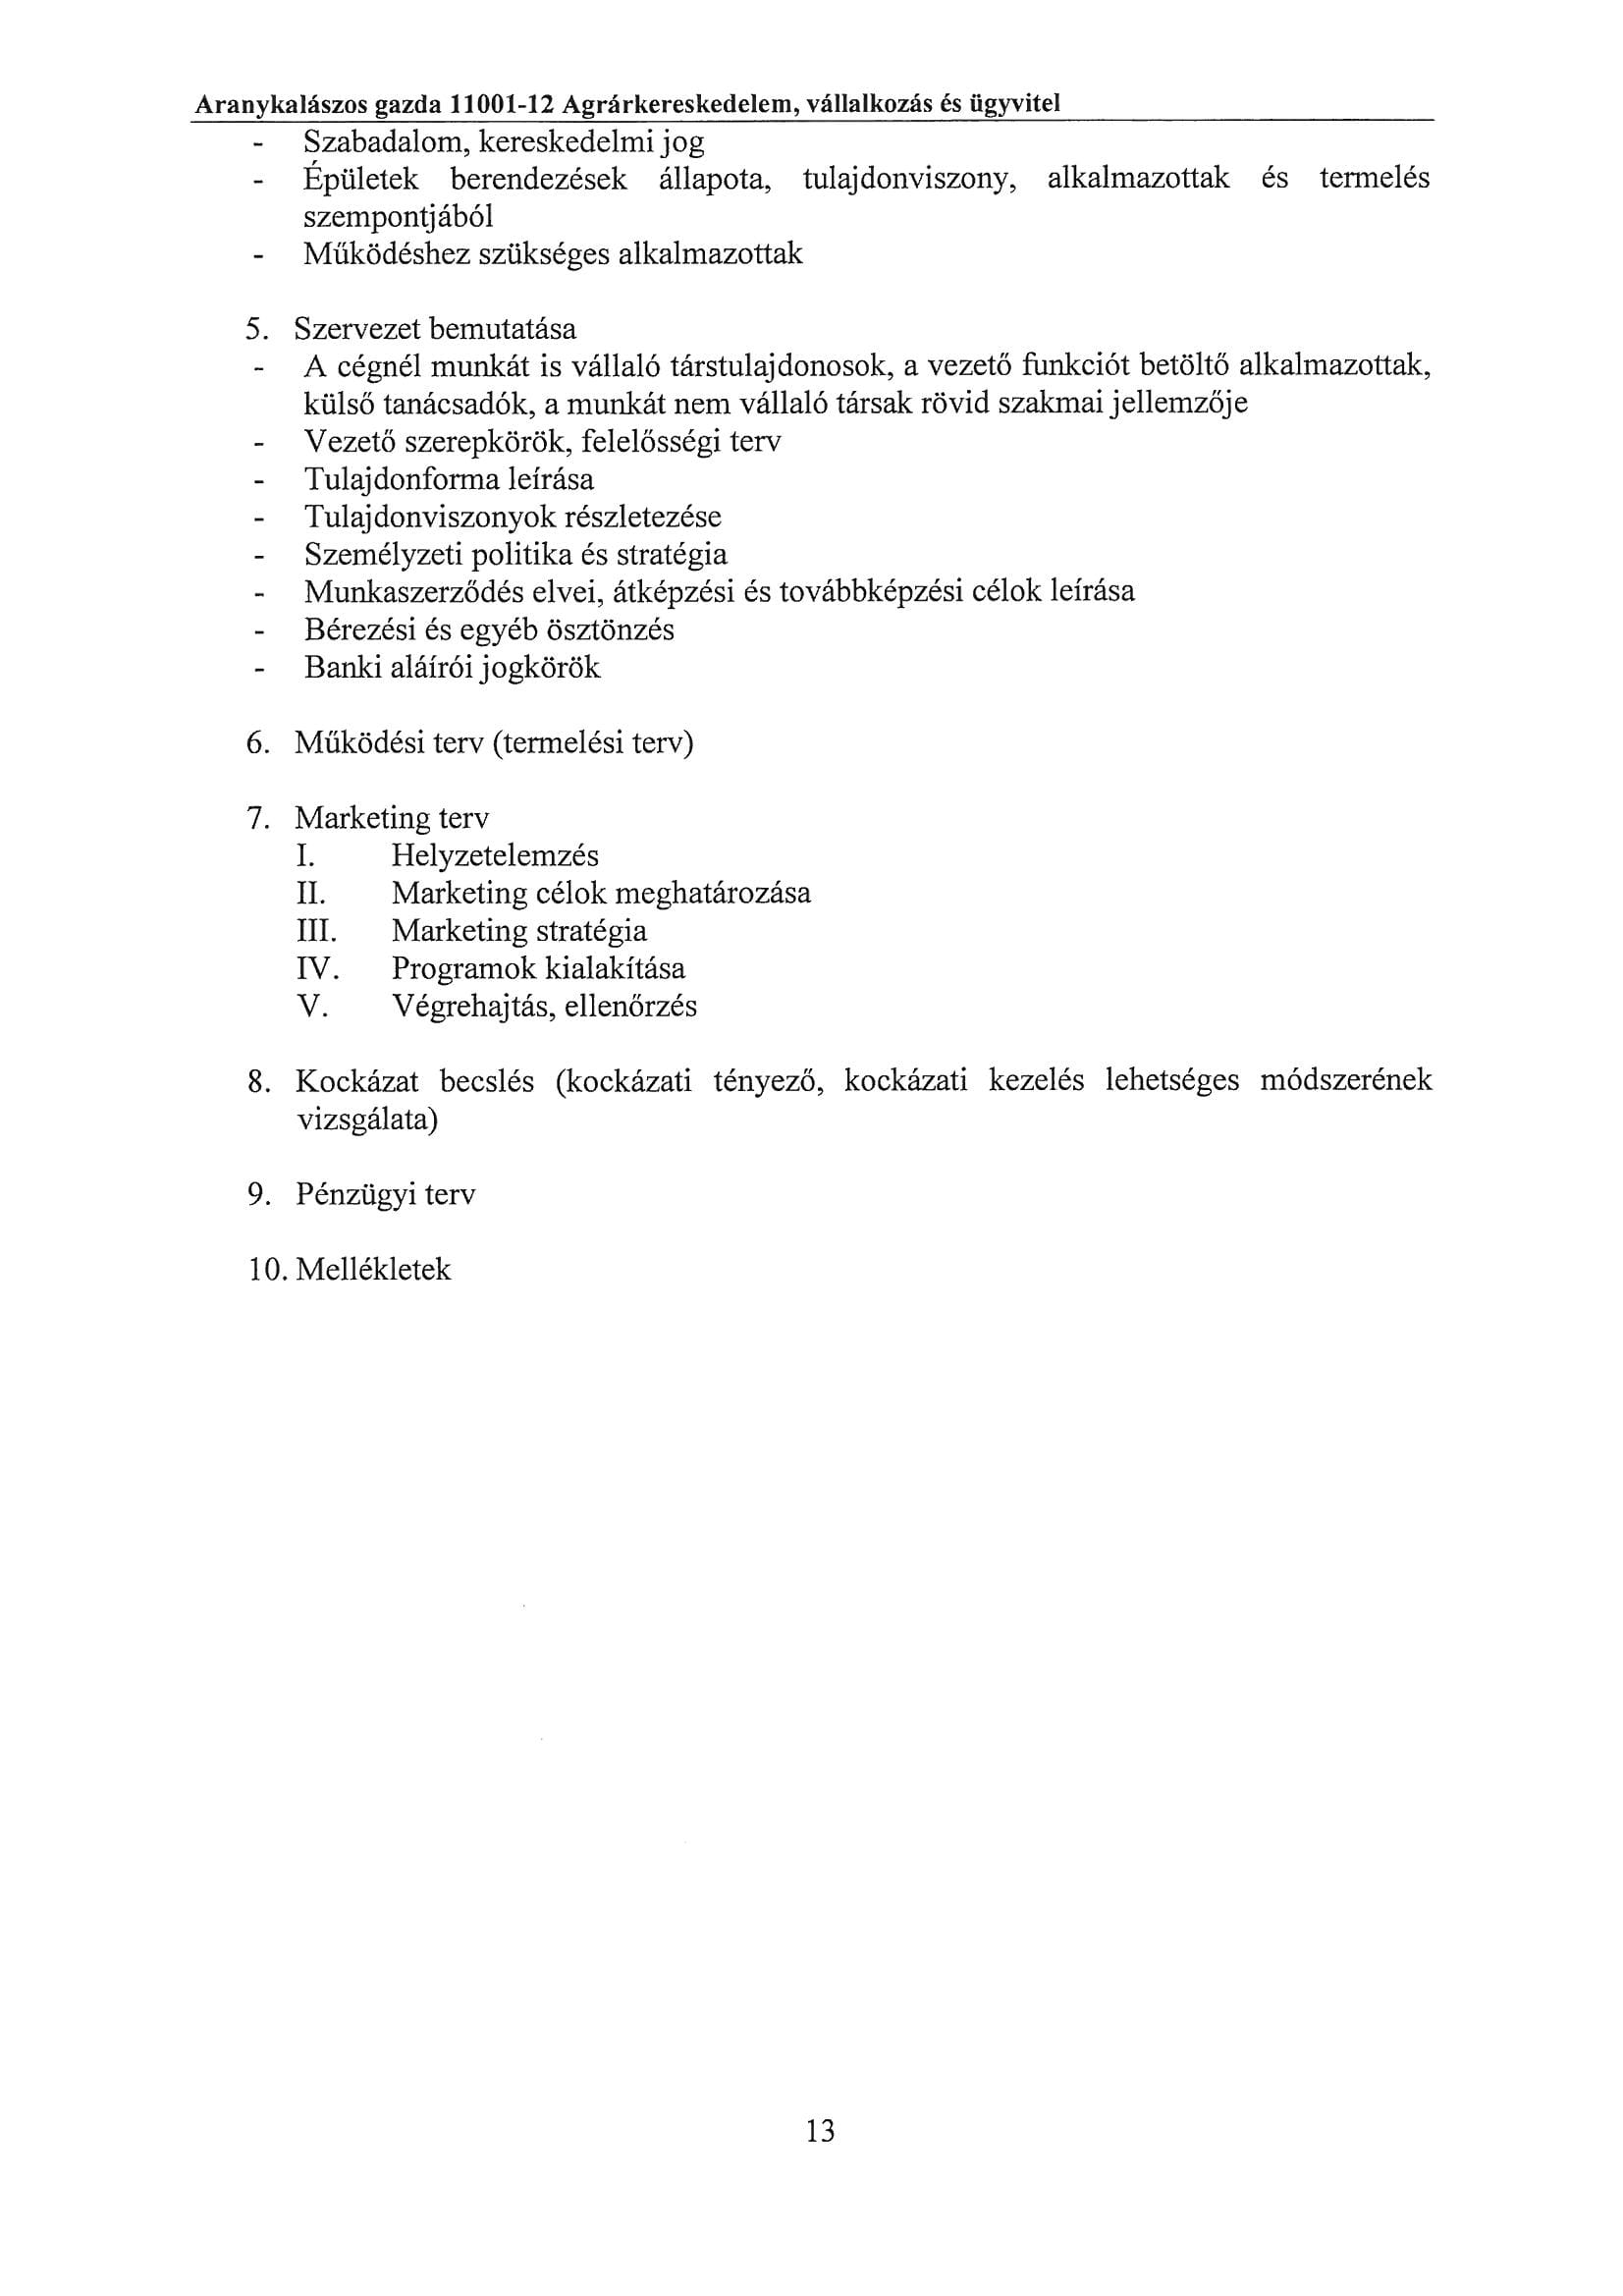 Aranykalászos gazda 11001-12 Agrárkereskedelem, vállalkozás és ügyvitel
- Szabadalom, kereskedelmi jog
- Épületek berendezések állapota, tulajdonviszony, alkalmazottak és termelés
szempontjából
- Működéshez szükséges alkalmazottak
5. Szervezet bemutatása
- A cégnél munkát is vállaló társtulajdonosok, a vezető funkciót betöltő alkalmazottak,
külső tanácsadók, a munkát nem vállaló társak rövid szakmai jellemzője
- Vezető szerepkörök, felelősségi terv
- Tulajdonforma leírása
- Tulajdonviszonyok részletezése
- Személyzeti politika és stratégia
- Munkaszerződés elvei, átképzési és továbbképzési célok leírása
- Bérezési és egyéb ösztönzés
- Banki aláírói jogkörök
6. Működési terv (termelési terv)
7. Marketing terv
I. Helyzetelemzés
II. Marketing célok meghatározása
III. Marketing stratégia
IV. Programok kialakítása
V. Végrehajtás, ellenőrzés
8. Kockázat becslés (kockázati tényező, kockázati kezelés lehetséges módszerének
vizsgálata)
9. Pénzügyi terv
10. Mellékletek
13